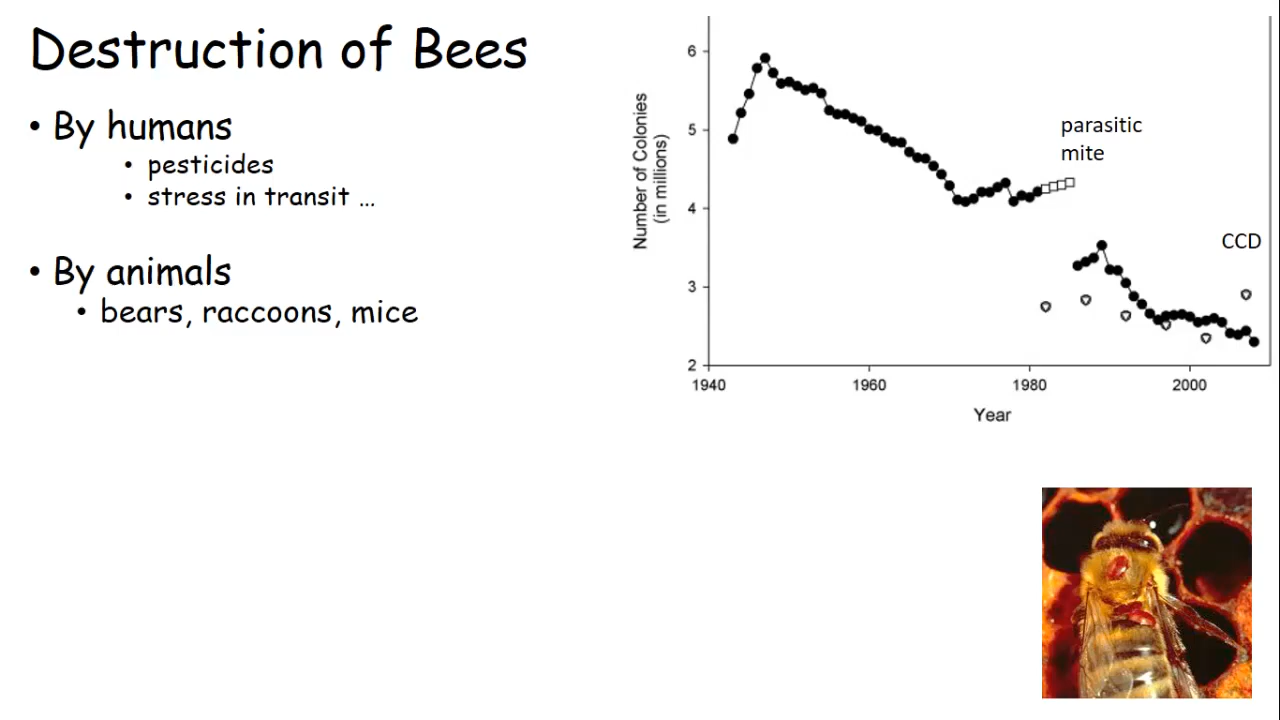 Destruction of Bees
• By humans
• pesticides
• stress in transit ...
• By animals
• bears, raccoons, mice
Number of Colonies
(in millions)
6
5
4
3
2
1940
1960
1980
2000
Year
parasitic
mite
CCD